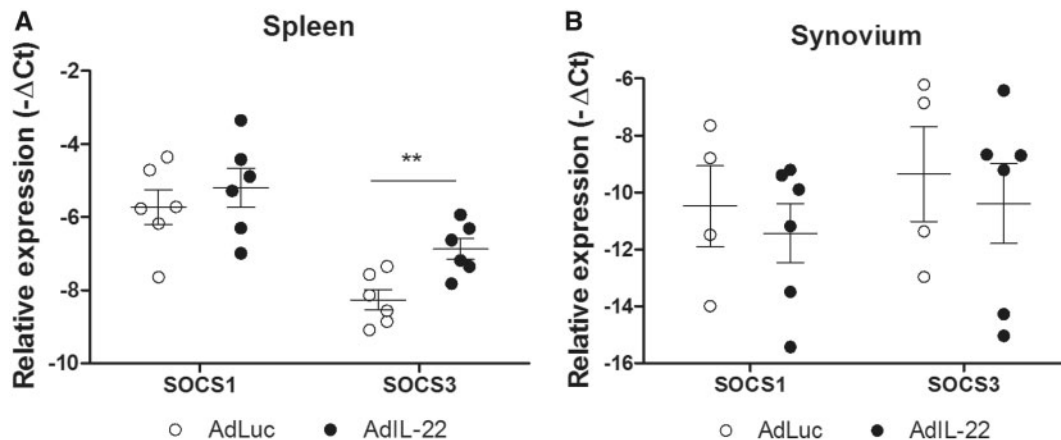 A
Spleen
Relative expression (-ΔCt)
-2
-4
-6
-8
-10
**
SOCS1 SOCS3
○ AdLuc ● AdIL-22
B
Synovium
Relative expression (-ΔCt)
-6
-8
-10
-12
-14
-16
SOCS1 SOCS3
○ AdLuc ● AdIL-22